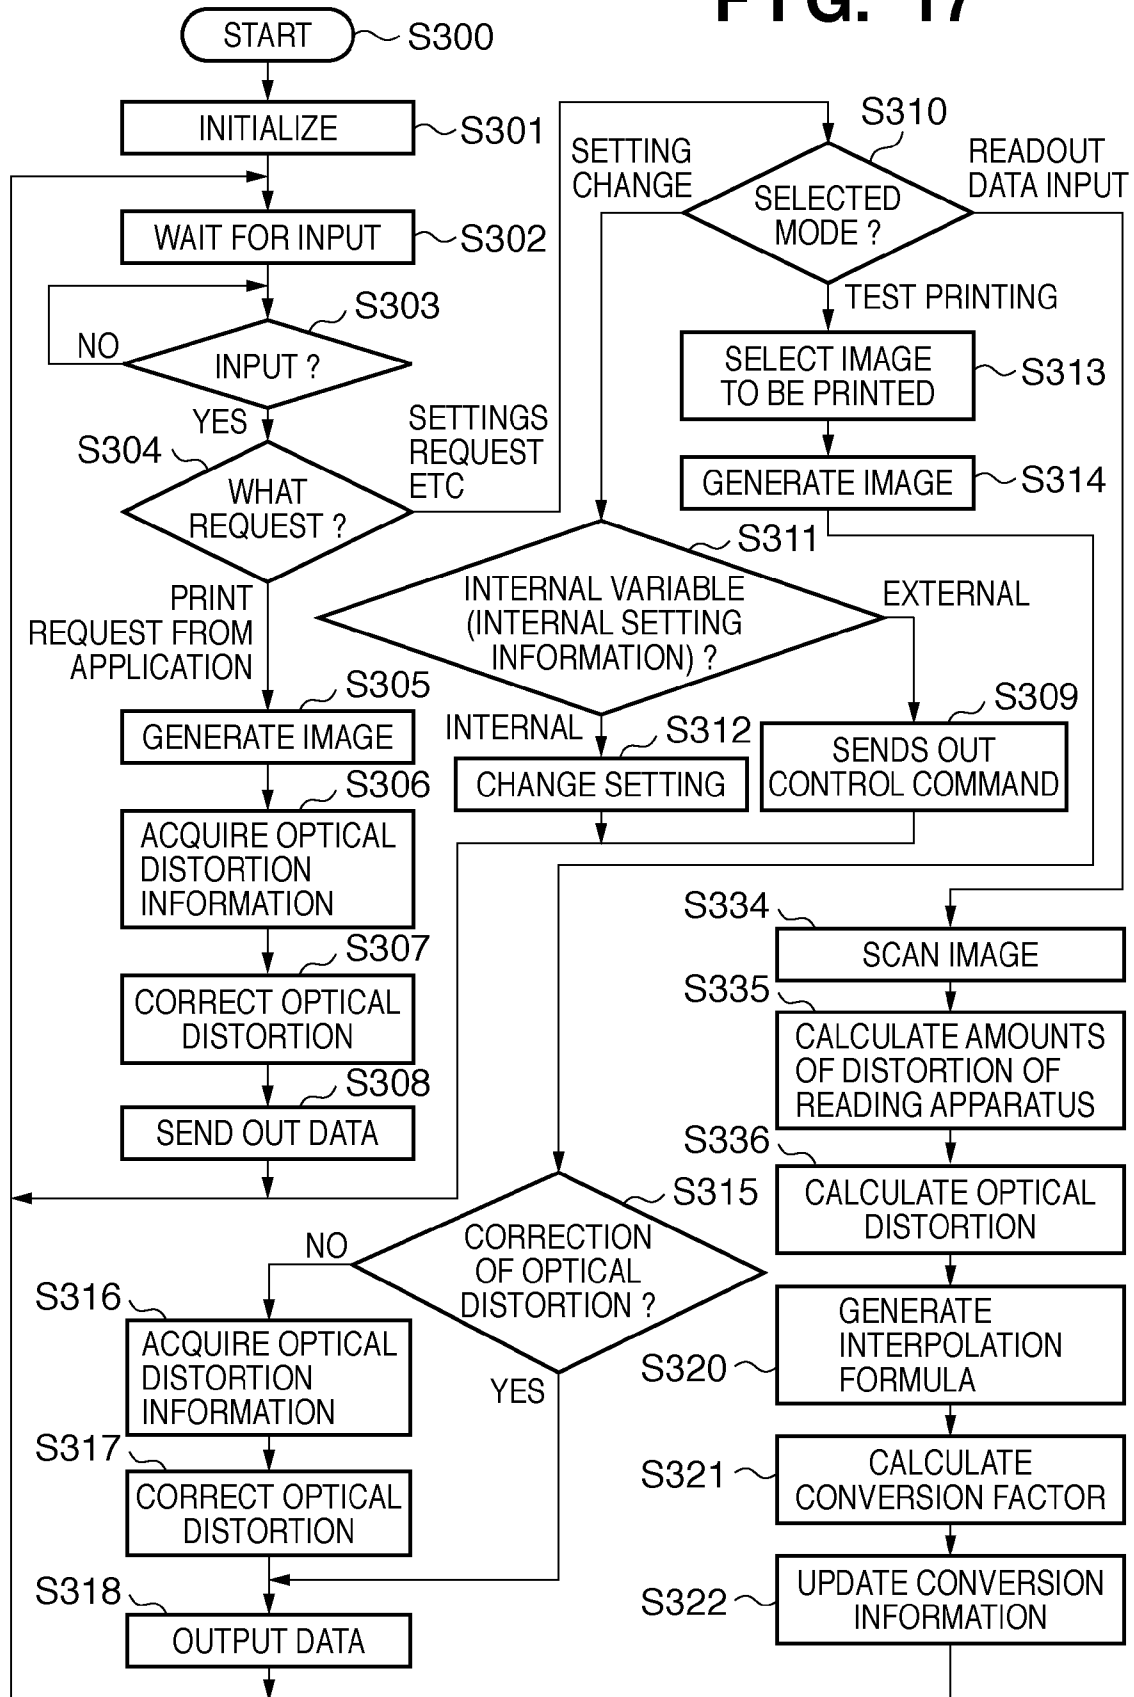 FIG. 17
START
S300
INITIALIZE
S301
WAIT FOR INPUT
S302
S303
INPUT ?
NO
YES
S304
WHAT
REQUEST ?
SETTINGS
REQUEST
ETC
PRINT
REQUEST FROM
APPLICATION
S305
GENERATE IMAGE
S306
ACQUIRE OPTICAL
DISTORTION
INFORMATION
S307
CORRECT OPTICAL
DISTORTION
S308
SEND OUT DATA
S310
SELECTED
MODE ?
SETTING
CHANGE
READOUT
DATA INPUT
TEST PRINTING
SELECT IMAGE
TO BE PRINTED
S313
GENERATE IMAGE
S314
S311
INTERNAL VARIABLE
(INTERNAL SETTING
INFORMATION) ?
EXTERNAL
INTERNAL
S312
CHANGE SETTING
S309
SENDS OUT
CONTROL COMMAND
S315
CORRECTION
OF OPTICAL
DISTORTION ?
NO
YES
S316
ACQUIRE OPTICAL
DISTORTION
INFORMATION
S317
CORRECT OPTICAL
DISTORTION
S318
OUTPUT DATA
S334
SCAN IMAGE
S335
CALCULATE AMOUNTS
OF DISTORTION OF
READING APPARATUS
S336
CALCULATE OPTICAL
DISTORTION
GENERATE
INTERPOLATION
FORMULA
S320
CALCULATE
CONVERSION FACTOR
S321
UPDATE CONVERSION
INFORMATION
S322